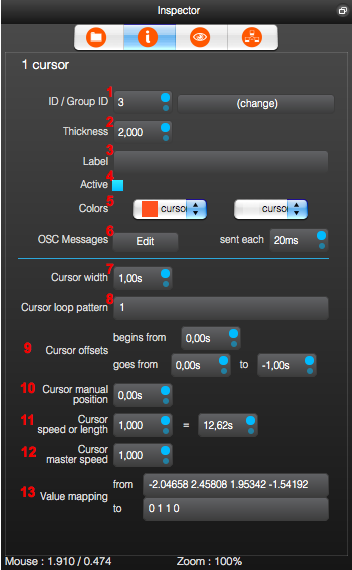 Inspector
1 cursor
1 ID / Group ID 3 (change)
2 Thickness 2,000
3 Label
4 Active
5 Colors curso curso
6 OSC Messages Edit sent each 20ms
7 Cursor width 1,00s
8 Cursor loop pattern 1
9 Cursor offsets
begins from 0,00s
goes from 0,00s to -1,00s
10 Cursor manual position 0,00s
11 Cursor speed or length 1,000 = 12,62s
12 Cursor master speed 1,000
13 Value mapping
from -2.04658 2.45808 1.95342 -1.54192
to 0 1 1 0
Mouse : 1.910 / 0.474 Zoom : 100%